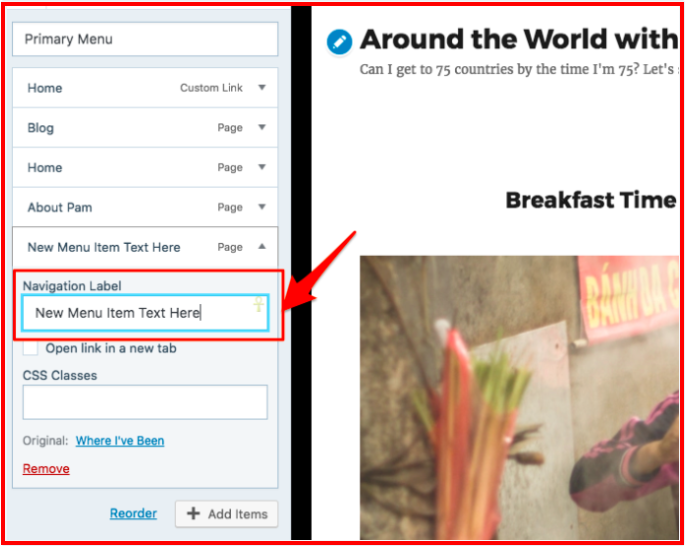 Primary Menu
Home Custom Link
Blog Page
Home Page
About Pam Page
New Menu Item Text Here Page
Navigation Label
New Menu Item Text Here
Open link in a new tab
CSS Classes
Original: Where I've Been
Remove
Reorder Add Items
Around the World with
Can I get to 75 countries by the time I'm 75? Let's
Breakfast Time
BÁNH ĐA C